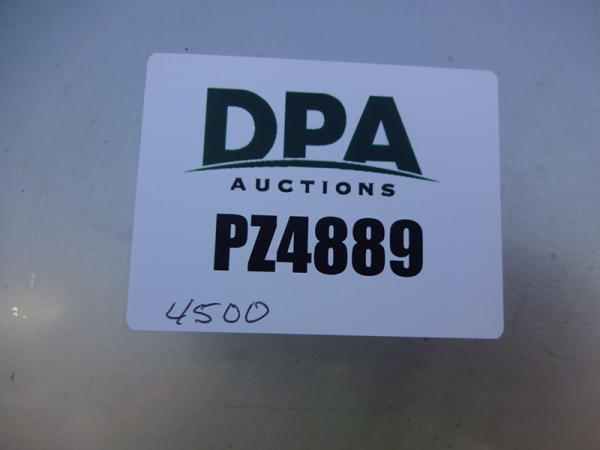 DPA
AUCTIONS
PZ4889
4500